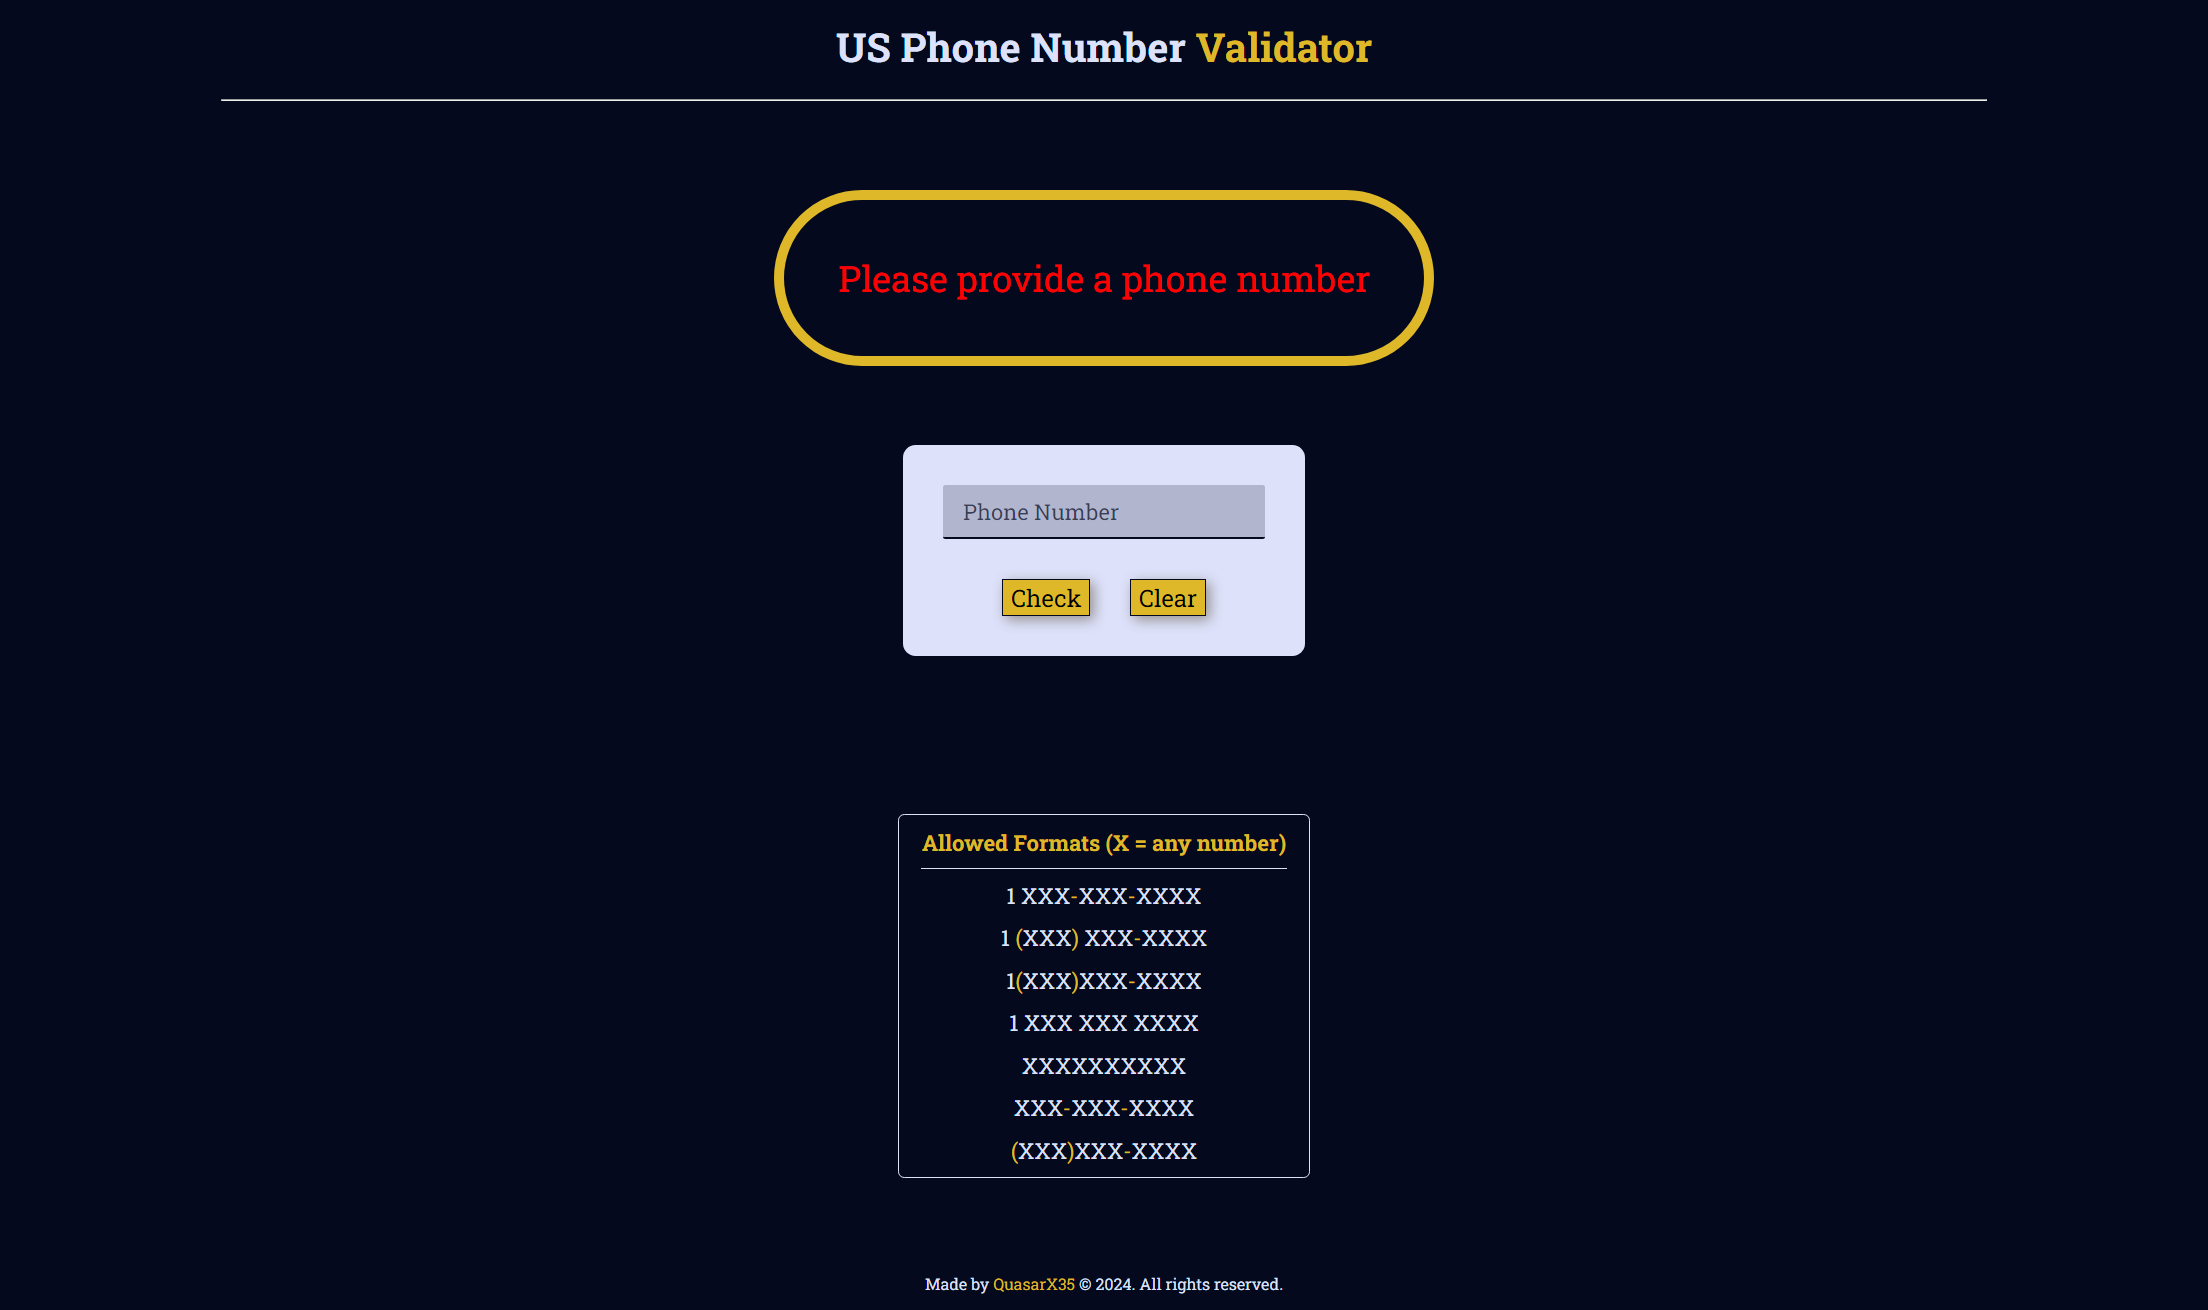 US Phone Number Validator
Please provide a phone number
Phone Number
Check
Clear
Allowed Formats (X = any number)
1 XXX-XXX-XXXX
1 (XXX) XXX-XXXX
1(XXX)XXX-XXXX
1 XXX XXX XXXX
XXXXXXXXXX
XXX-XXX-XXXX
(XXX)XXX-XXXX
Made by QuasarX35 © 2024. All rights reserved.